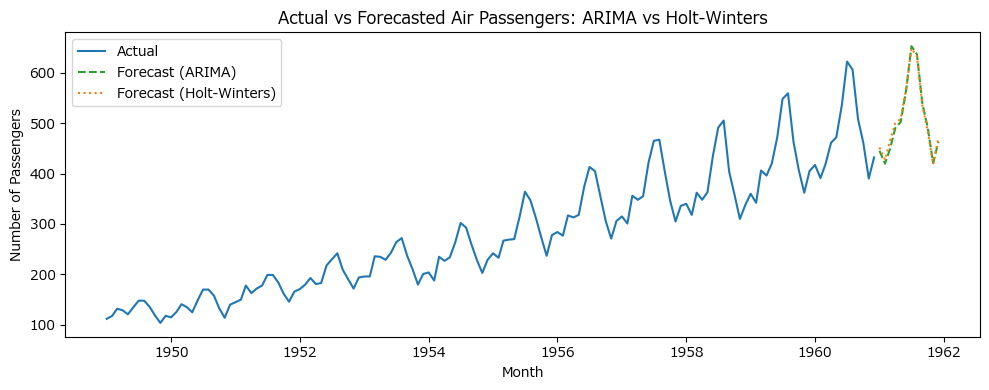 Actual vs Forecasted Air Passengers: ARIMA vs Holt-Winters
Actual
Forecast (ARIMA)
Forecast (Holt-Winters)
Number of Passengers
600
500
400
300
200
100
1950 1952 1954 1956 1958 1960 1962
Month